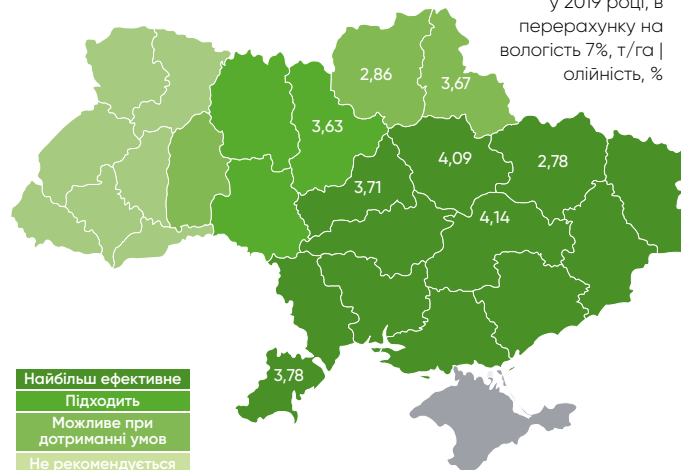 у 2019 році, в
перерахунку на
вологість 7%, т/га |
олійність, %
2,86
3,67
3,63
4,09
2,78
3,71
4,14
3,78
Найбільш ефективне
Підходить
Можливе при
дотриманні умов
Не рекомендується